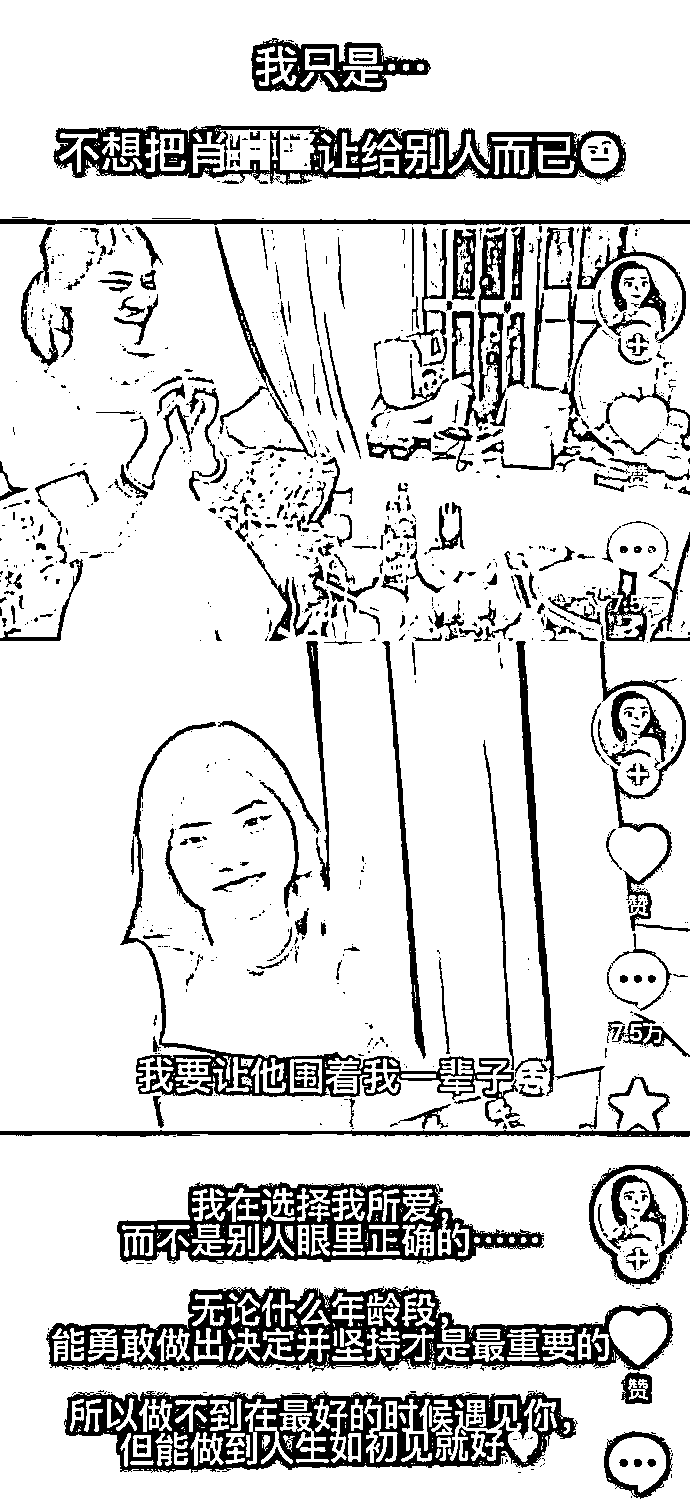 我只是…
不想把肖让给别人而已
赞
7.5万
我要让他围着我一辈子
赞
7.5万
我在选择我所爱,
而不是别人眼里正确的……
无论什么年龄段,
能勇敢做出决定并坚持才是最重要的
赞
所以做不到在最好的时候遇见你,
但能做到人生如初见就好